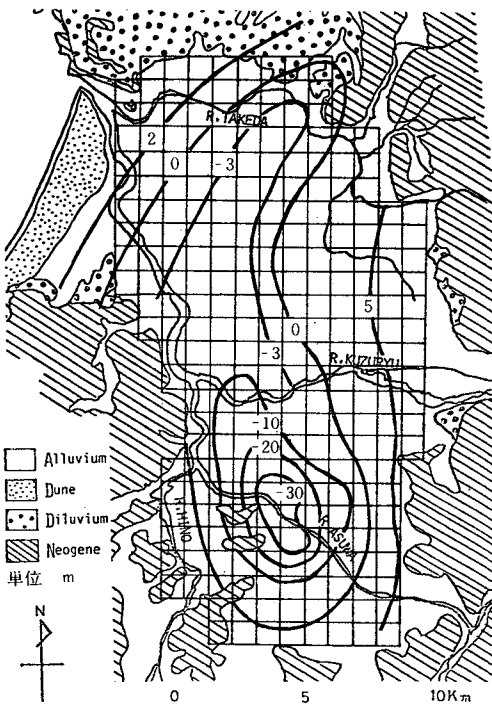 R.TAKEDA
2
0
-3
5
0
-3
R.KUZURYU
-10
-20
-30
R.HINO
R.ASUWA
Alluvium
Dune
Diluvium
Neogene
単位 m
N
0 5 10Km